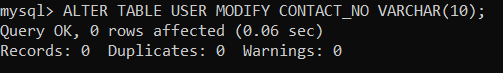 mysql> ALTER TABLE USER MODIFY CONTACT_NO VARCHAR(10);
Query OK, 0 rows affected (0.06 sec)
Records: 0  Duplicates: 0  Warnings: 0